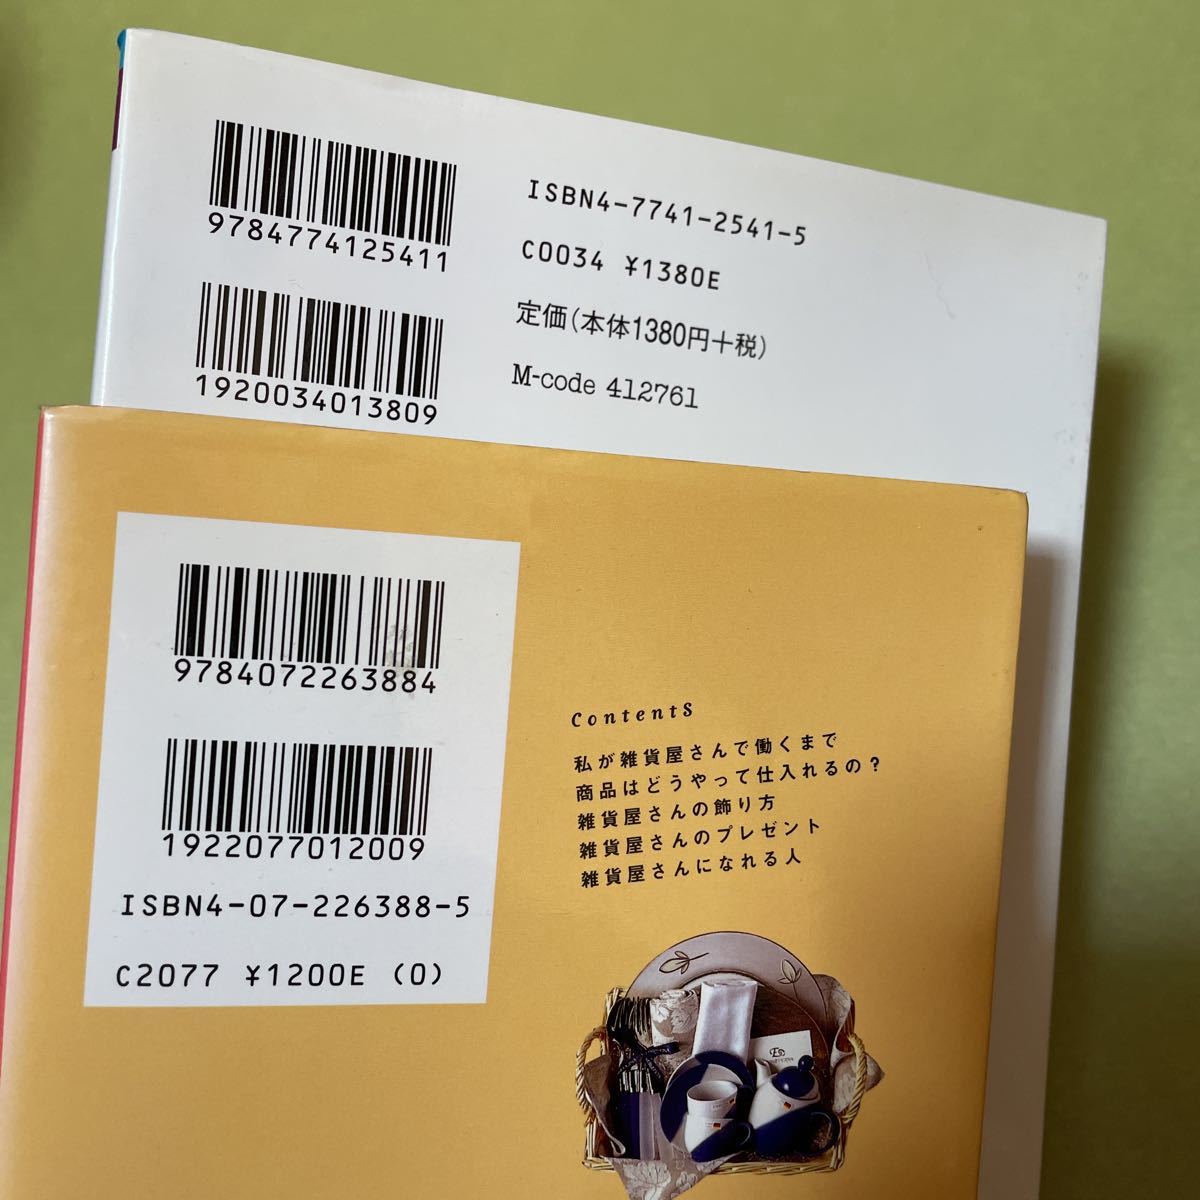 9784774125411
1920034013809
ISBN4-7741-2541-5
C0034 ¥1380E
定価(本体1380円+税)
M-code 412761
9784072263884
1922077012009
ISBN4-07-226388-5
C2077 ¥1200E (0)
Contents
私が雑貨屋さんで働くまで
商品はどうやって仕入れるの?
雑貨屋さんの飾り方
雑貨屋さんのプレゼント
雑貨屋さんになれる人